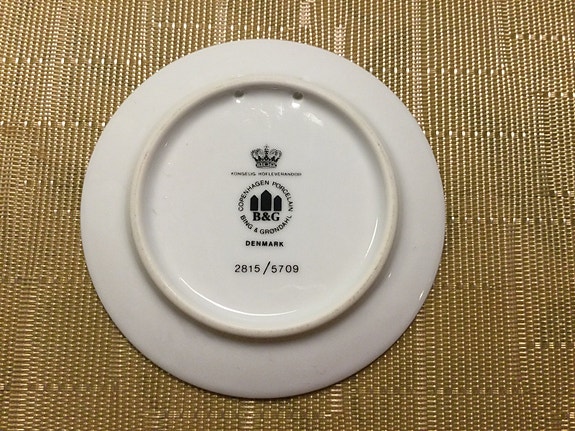 KONGELIG HOFLEVERANDØR
COPENHAGEN PORCELAIN
B&G
BING & GRØNDAHL
DENMARK
2815/5709